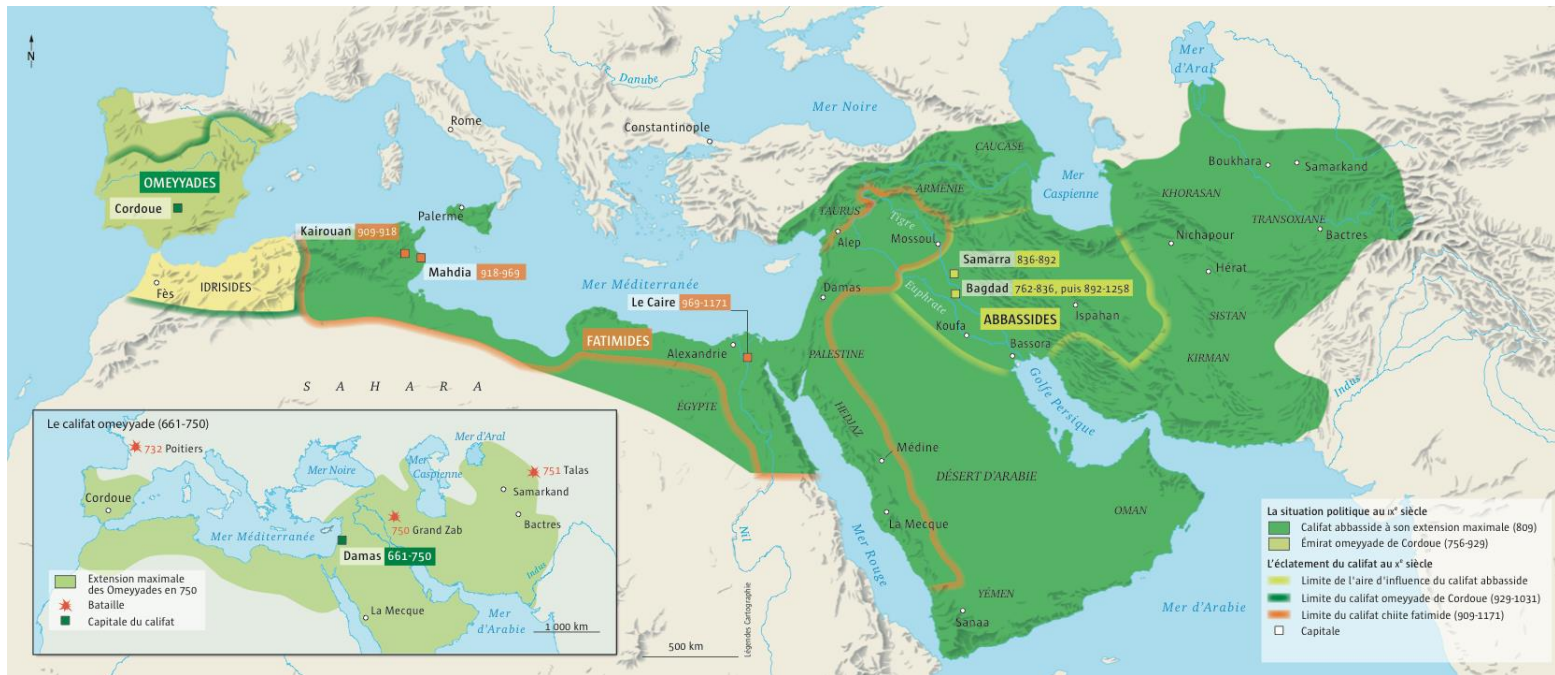 N
Mer
d'Aral
Danube
Mer Noire
Rome
Constantinople
CAUCASE
Boukhara
Samarkand
OMEYYADES
Mer
Caspienne
ARMÉNIE
KHORASAN
Cordoue
Palerme
TAURUS
Tigre
TRANSOXIANE
Kairouan 909-918
Alep
Mossoul
Nichapour
Bactres
Mahdia 918-969
Samarra 836-892
Hérat
IDRISIDES
Fès
Mer Méditerranée
Damas
Bagdad 762-836, puis 892-1258
Le Caire 969-1171
Euphrate
ABBASSIDES
Ispahan
SISTAN
FATIMIDES
Koufa
Alexandrie
PALESTINE
Bassora
KIRMAN
SAHARA
Golfe Persique
Indus
ÉGYPTE
HEDJAZ
Médine
DÉSERT D'ARABIE
OMAN
La Mecque
Nil
Mer Rouge
YÉMEN
Sanaa
Mer d'Arabie
500 km
Légendes Cartographie
Le califat omeyyade (661-750)
732 Poitiers
Mer d'Aral
Mer Noire
Mer
Caspienne
751 Talas
Cordoue
Samarkand
750 Grand Zab
Bactres
Mer Méditerranée
Damas 661-750
Indus
Extension maximale
des Omeyyades en 750
Bataille
Capitale du califat
La Mecque
Mer
d'Arabie
1 000 km
La situation politique au IXe siècle
Califat abbasside à son extension maximale (809)
Émirat omeyyade de Cordoue (756-929)
L'éclatement du califat au Xe siècle
Limite de l'aire d'influence du califat abbasside
Limite du califat omeyyade de Cordoue (929-1031)
Limite du califat chiite fatimide (909-1171)
Capitale